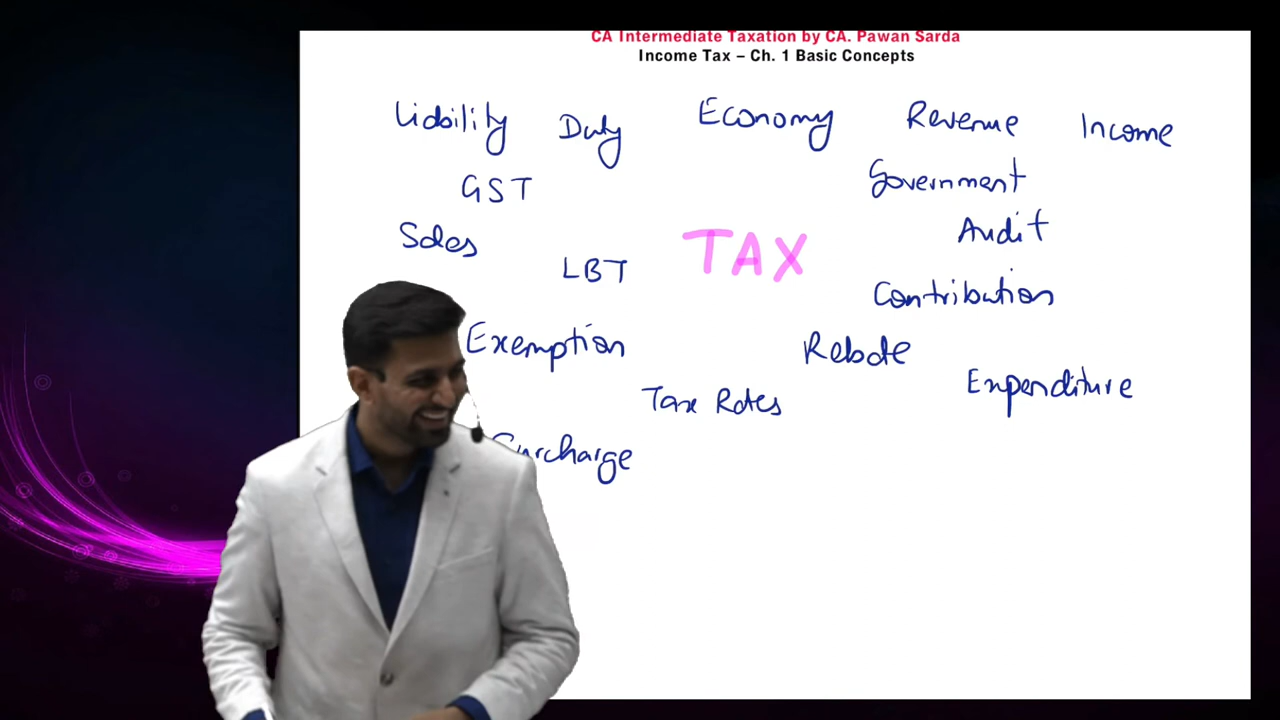 CA Intermediate Taxation by CA. Pawan Sarda
Income Tax – Ch. 1 Basic Concepts
Liability Duty Economy Revenue Income
GST Government
Sales TAX Audit
LBT Contribution
Exemption Rebate
Tax Rates Expenditure
Surcharge